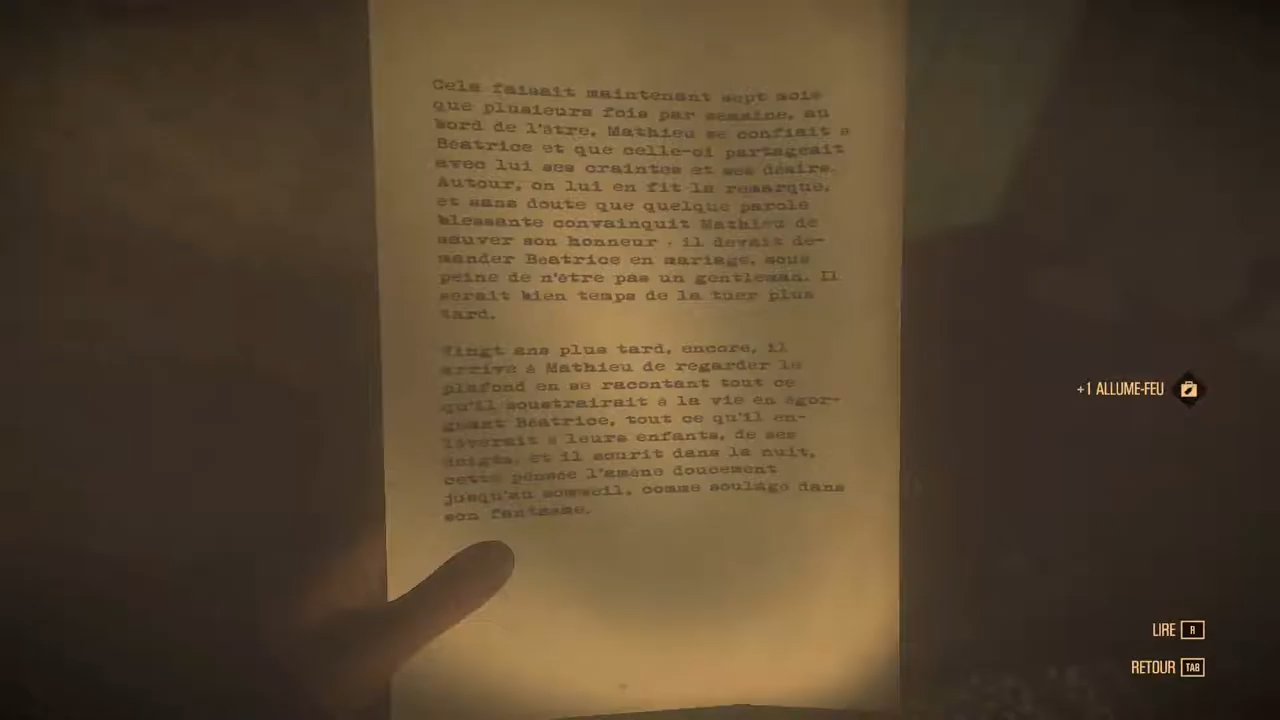 Cela faisait maintenant sept mois
que plusieurs fois par semaine, au
bord de l'âtre, Mathieu se confiait à
Béatrice et que celle-ci partageait
avec lui ses craintes et ses désirs.
Autour, on lui en fit la remarque,
et sans doute que quelque parole
blessante convainquit Mathieu de
sauver son honneur : il devait de-
mander Béatrice en mariage, sous
peine de n'être pas un gentleman. Il
serait bien temps de la tuer plus
tard.
Vingt ans plus tard, encore, il
arrive à Mathieu de regarder le
plafond en se racontant tout ce
qu'il soustrairait à la vie en égor-
geant Béatrice, tout ce qu'il en-
lèverait à leurs enfants, de ses
doigts, et il sourit dans la nuit,
cette pensée l'amène doucement
jusqu'au sommeil, comme soulagé dans
son fantasme.
+1 ALLUME-FEU
LIRE R
RETOUR TAB